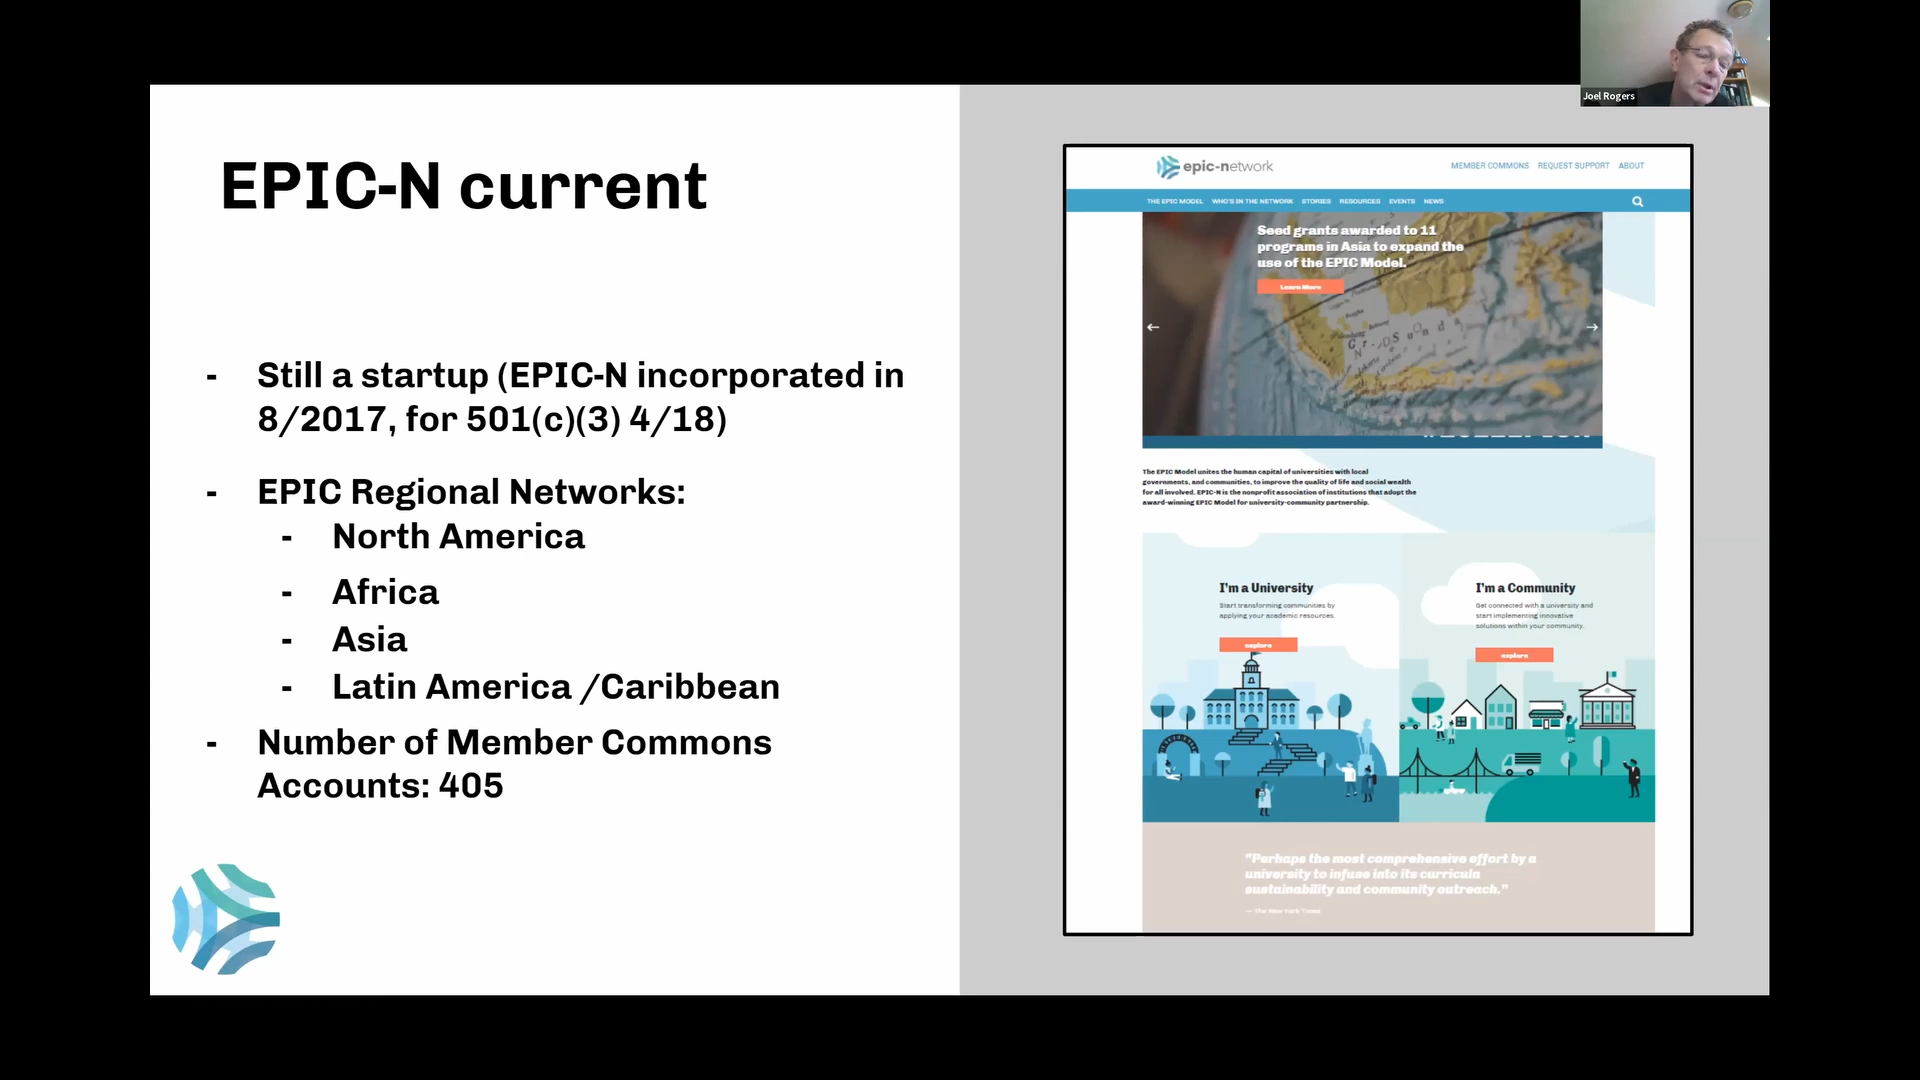 Joel Rogers
EPIC-N current
- Still a startup (EPIC-N incorporated in
8/2017, for 501(c)(3) 4/18)
- EPIC Regional Networks:
- North America
- Africa
- Asia
- Latin America /Caribbean
- Number of Member Commons
Accounts: 405
epic-network
MEMBER COMMONS REQUEST SUPPORT ABOUT
THE EPIC MODEL WHO'S IN THE NETWORK STORIES RESOURCES EVENTS NEWS
Seed grants awarded to 11
programs in Asia to expand the
use of the EPIC Model.
Learn More
The EPIC Model unites the human capital of universities with local
governments, and communities, to improve the quality of life and social wealth
for all involved. EPIC-N is the nonprofit association of institutions that adopt the
award-winning EPIC Model for university-community partnership.
I'm a University
Start transforming communities by
applying your academic resources.
explore
I'm a Community
Get connected with a university and
start implementing innovative
solutions within your community.
explore
"Perhaps the most comprehensive effort by a
university to infuse into its curricula
sustainability and community outreach."
— The New York Times